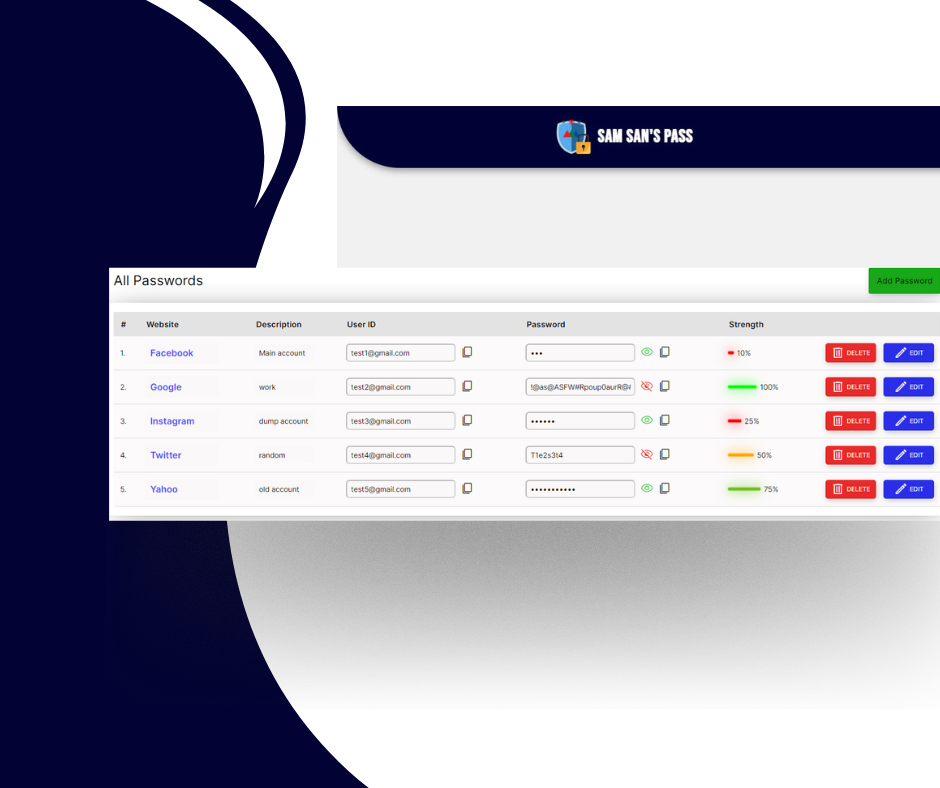 SAM SAN'S PASS
All Passwords
Add Password
# Website Description User ID Password Strength
1. Facebook Main account test1@gmail.com ••• 10% DELETE EDIT
2. Google work test2@gmail.com 100% DELETE EDIT
3. Instagram dump account test3@gmail.com •••••• 25% DELETE EDIT
4. Twitter random test4@gmail.com T1e2s3t4 50% DELETE EDIT
5. Yahoo old account test5@gmail.com ••••••••••• 75% DELETE EDIT